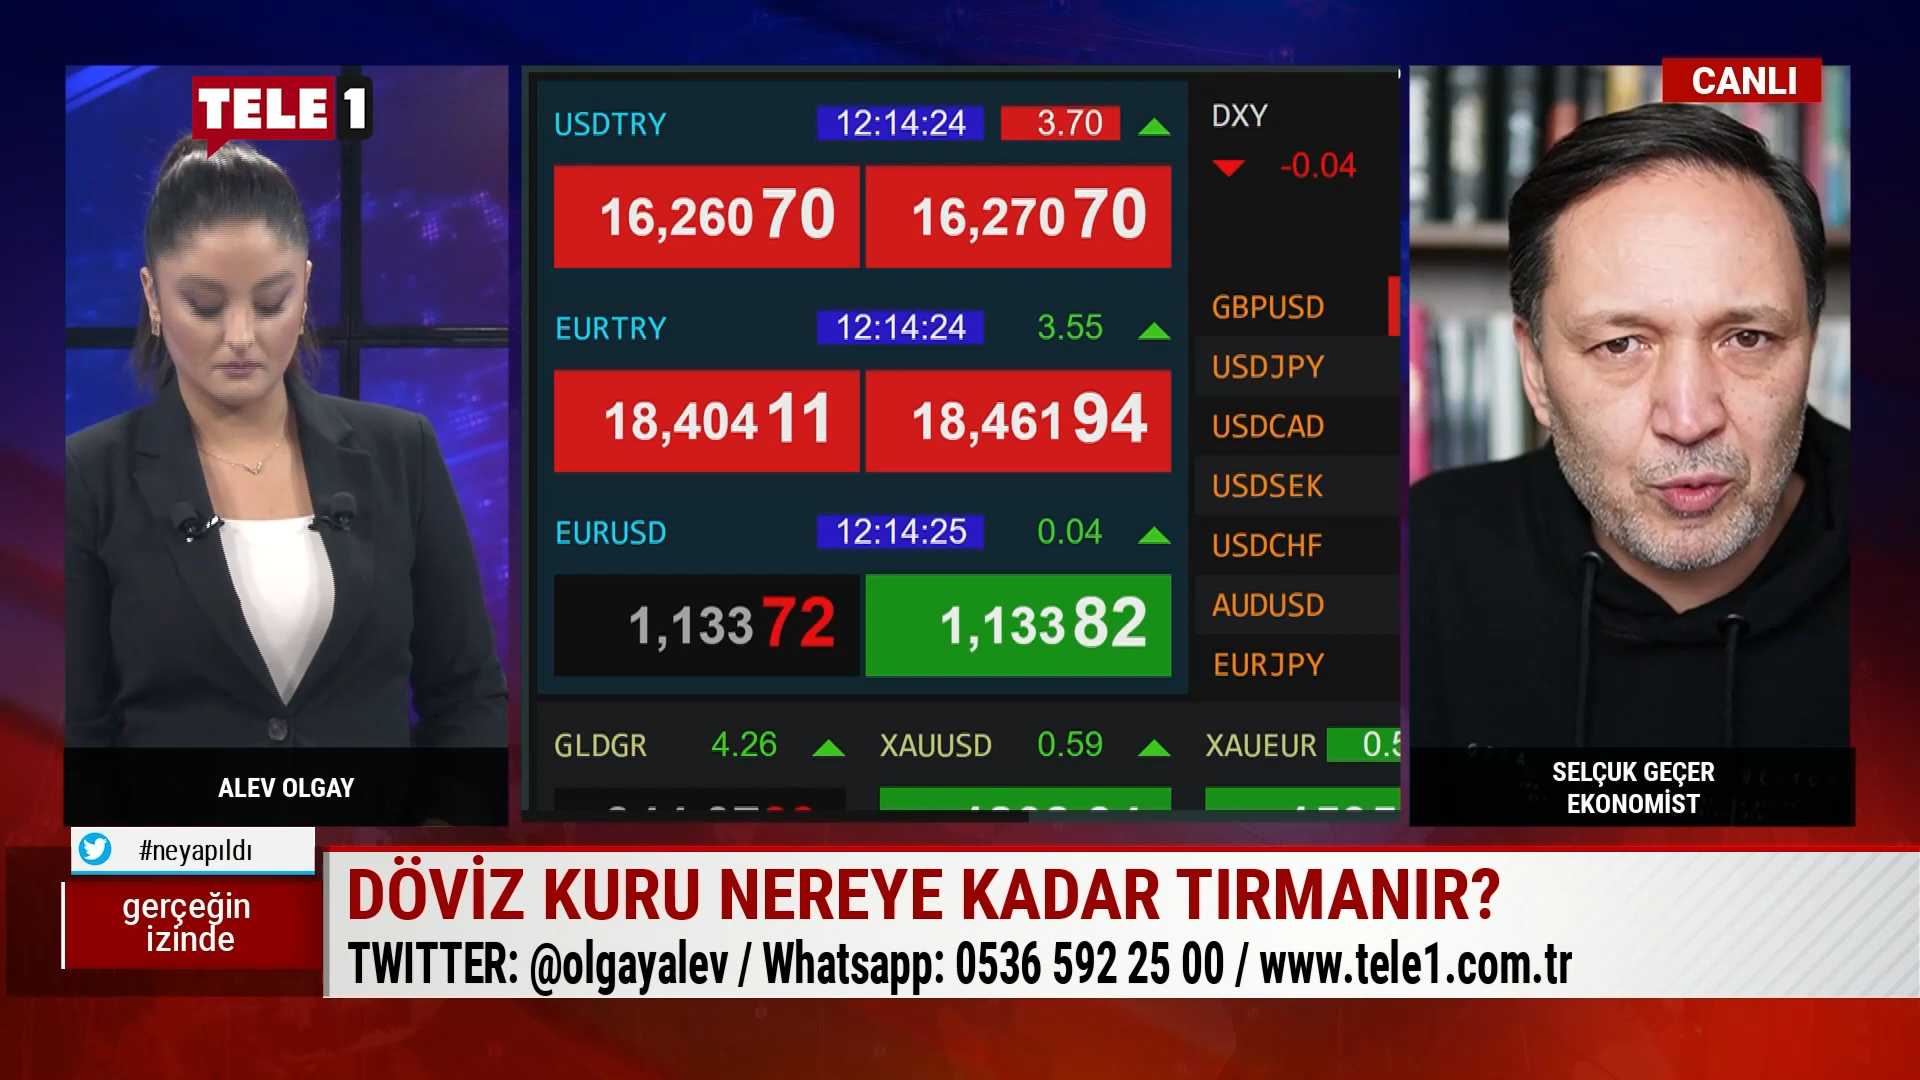 TELE 1
CANLI
USDTRY 12:14:24 3.70
16,260 70 16,270 70
EURTRY 12:14:24 3.55
18,404 11 18,461 94
EURUSD 12:14:25 0.04
1,133 72 1,133 82
GLDGR 4.26 XAUUSD 0.59 XAUEUR
DXY
-0.04
GBPUSD
USDJPY
USDCAD
USDSEK
USDCHF
AUDUSD
EURJPY
ALEV OLGAY
SELÇUK GEÇER
EKONOMİST
#neyapıldı
gerçeğin
izinde
DÖVİZ KURU NEREYE KADAR TIRMANIR?
TWITTER: @olgayalev / Whatsapp: 0536 592 25 00 / www.tele1.com.tr